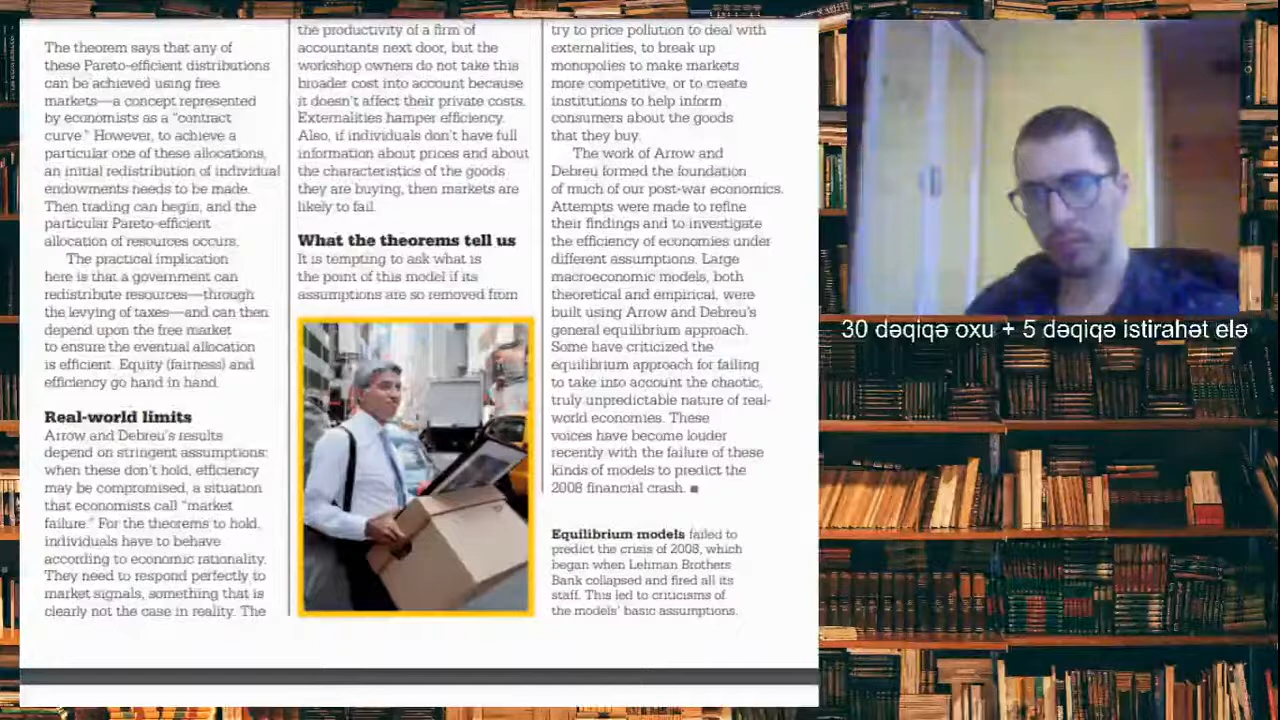 The theorem says that any of
these Pareto-efficient distributions
can be achieved using free
markets—a concept represented
by economists as a “contract
curve.” However, to achieve a
particular one of these allocations,
an initial redistribution of individual
endowments needs to be made.
Then trading can begin, and the
particular Pareto-efficient
allocation of resources occurs.
The practical implication
here is that a government can
redistribute resources—through
the levying of taxes—and can then
depend upon the free market
to ensure the eventual allocation
is efficient. Equity (fairness) and
efficiency go hand in hand.
Real-world limits
Arrow and Debreu’s results
depend on stringent assumptions:
when these don’t hold, efficiency
may be compromised, a situation
that economists call “market
failure.” For the theorems to hold,
individuals have to behave
according to economic rationality.
They need to respond perfectly to
market signals, something that is
clearly not the case in reality. The
the productivity of a firm of
accountants next door, but the
workshop owners do not take this
broader cost into account because
it doesn’t affect their private costs.
Externalities hamper efficiency.
Also, if individuals don’t have full
information about prices and about
the characteristics of the goods
they are buying, then markets are
likely to fail.
What the theorems tell us
It is tempting to ask what is
the point of this model if its
assumptions are so removed from
try to price pollution to deal with
externalities, to break up
monopolies to make markets
more competitive, or to create
institutions to help inform
consumers about the goods
that they buy.
The work of Arrow and
Debreu formed the foundation
of much of our post-war economics.
Attempts were made to refine
their findings and to investigate
the efficiency of economies under
different assumptions. Large
macroeconomic models, both
theoretical and empirical, were
built using Arrow and Debreu’s
general equilibrium approach.
Some have criticized the
equilibrium approach for failing
to take into account the chaotic,
truly unpredictable nature of real-
world economies. These
voices have become louder
recently with the failure of these
kinds of models to predict the
2008 financial crash. ■
Equilibrium models failed to
predict the crisis of 2008, which
began when Lehman Brothers
Bank collapsed and fired all its
staff. This led to criticisms of
the models’ basic assumptions.
30 dəqiqə oxu + 5 dəqiqə istirahət elə